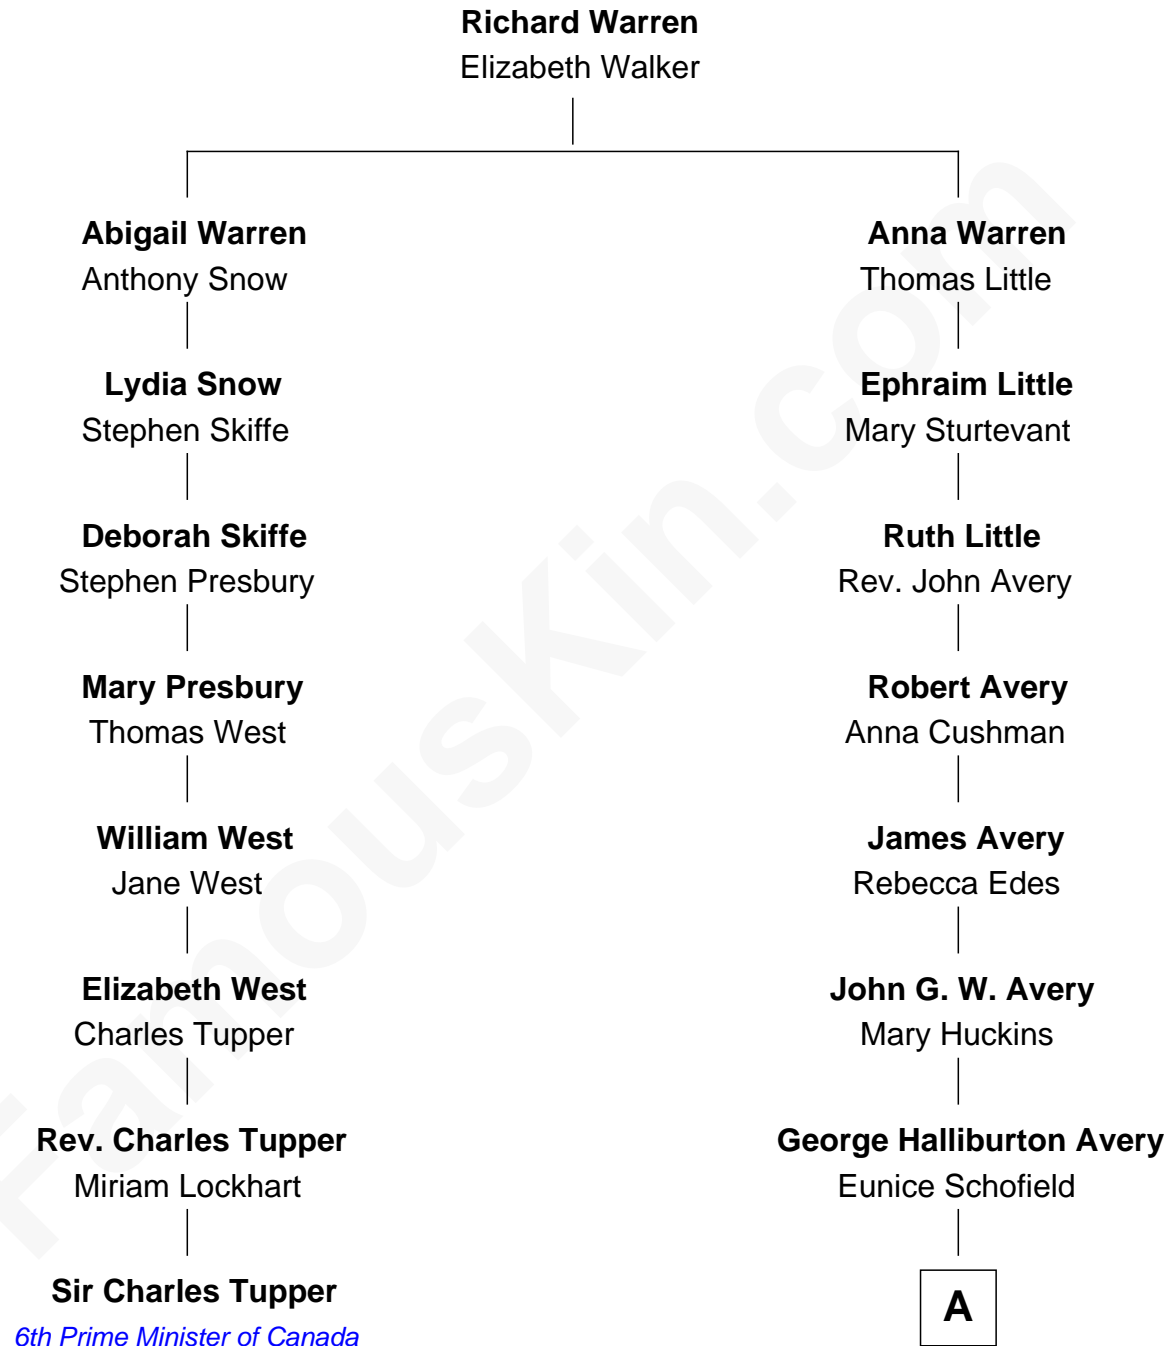 Richard Warren
Elizabeth Walker
Abigail Warren
Anthony Snow
Anna Warren
Thomas Little
Lydia Snow
Stephen Skiffe
Ephraim Little
Mary Sturtevant
Deborah Skiffe
Stephen Presbury
Ruth Little
Rev. John Avery
Mary Presbury
Thomas West
Robert Avery
Anna Cushman
William West
Jane West
James Avery
Rebecca Edes
Elizabeth West
Charles Tupper
John G. W. Avery
Mary Huckins
Rev. Charles Tupper
Miriam Lockhart
George Halliburton Avery
Eunice Schofield
Sir Charles Tupper
6th Prime Minister of Canada
A
FamousKin.com